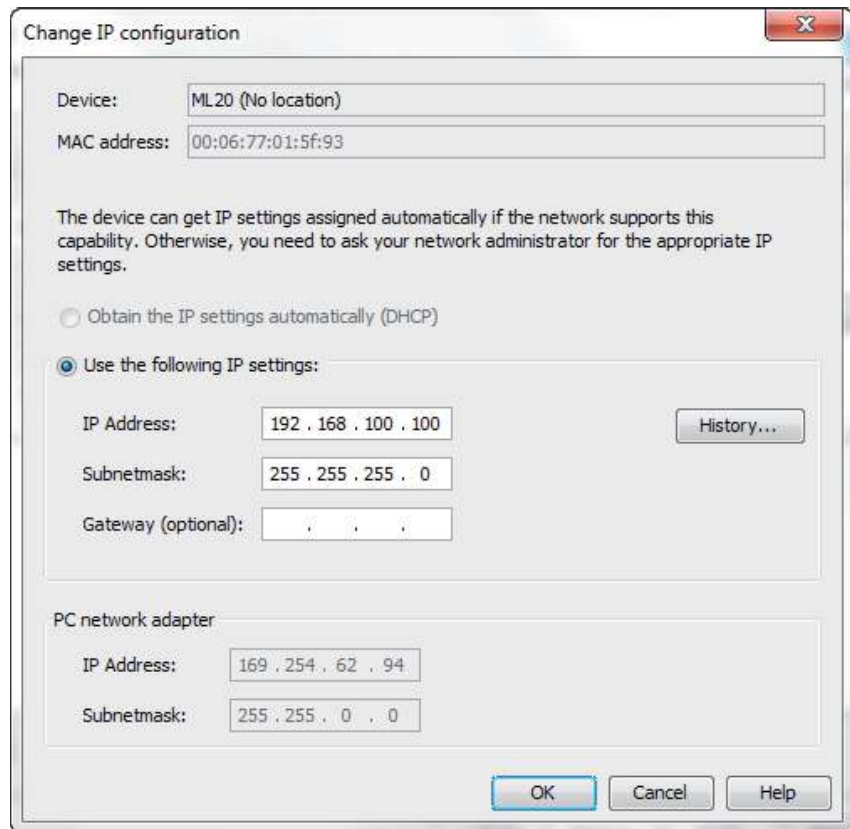 Change IP configuration
Device: ML20 (No location)
MAC address: 00:06:77:01:5f:93
The device can get IP settings assigned automatically if the network supports this
capability. Otherwise, you need to ask your network administrator for the appropriate IP
settings.
Obtain the IP settings automatically (DHCP)
Use the following IP settings:
IP Address: 192 . 168 . 100 . 100 History...
Subnetmask: 255 . 255 . 255 . 0
Gateway (optional): . . .
PC network adapter
IP Address: 169 . 254 . 62 . 94
Subnetmask: 255 . 255 . 0 . 0
OK Cancel Help